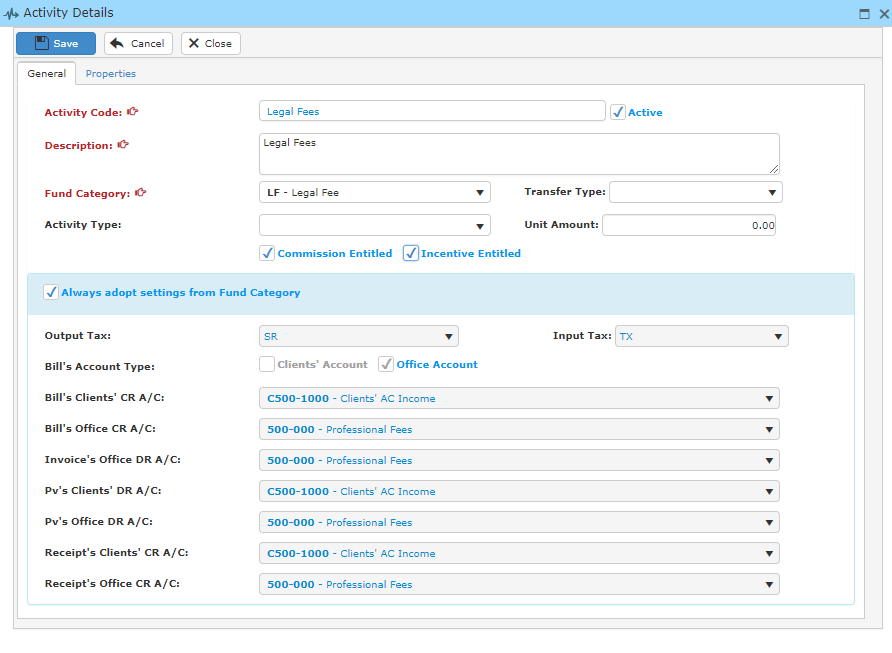 Activity Details
Save Cancel Close
General Properties
Activity Code: Legal Fees Active
Description: Legal Fees
Fund Category: LF - Legal Fee Transfer Type:
Activity Type: Unit Amount: 0.00
Commission Entitled Incentive Entitled
Always adopt settings from Fund Category
Output Tax: SR Input Tax: TX
Bill's Account Type: Clients' Account Office Account
Bill's Clients' CR A/C: C500-1000 - Clients' AC Income
Bill's Office CR A/C: 500-000 - Professional Fees
Invoice's Office DR A/C: 500-000 - Professional Fees
Pv's Clients' DR A/C: C500-1000 - Clients' AC Income
Pv's Office DR A/C: 500-000 - Professional Fees
Receipt's Clients' CR A/C: C500-1000 - Clients' AC Income
Receipt's Office CR A/C: 500-000 - Professional Fees